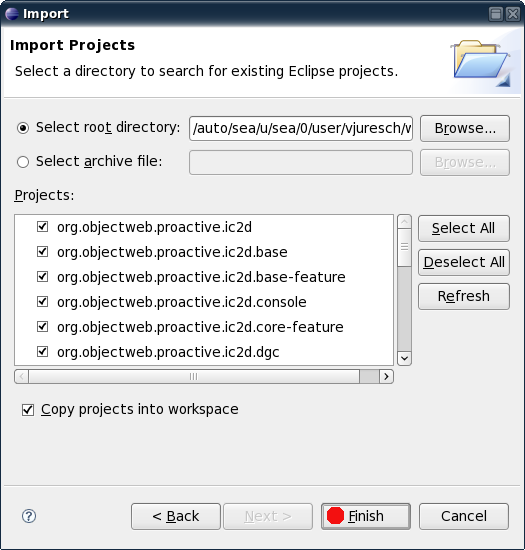 Import
Import Projects
Select a directory to search for existing Eclipse projects.
Select root directory: /auto/sea/u/sea/0/user/vjuresch/w Browse...
Select archive file: Browse...
Projects:
org.objectweb.proactive.ic2d
org.objectweb.proactive.ic2d.base
org.objectweb.proactive.ic2d.base-feature
org.objectweb.proactive.ic2d.console
org.objectweb.proactive.ic2d.core-feature
org.objectweb.proactive.ic2d.dgc
Select All
Deselect All
Refresh
Copy projects into workspace
? < Back Next > Finish Cancel